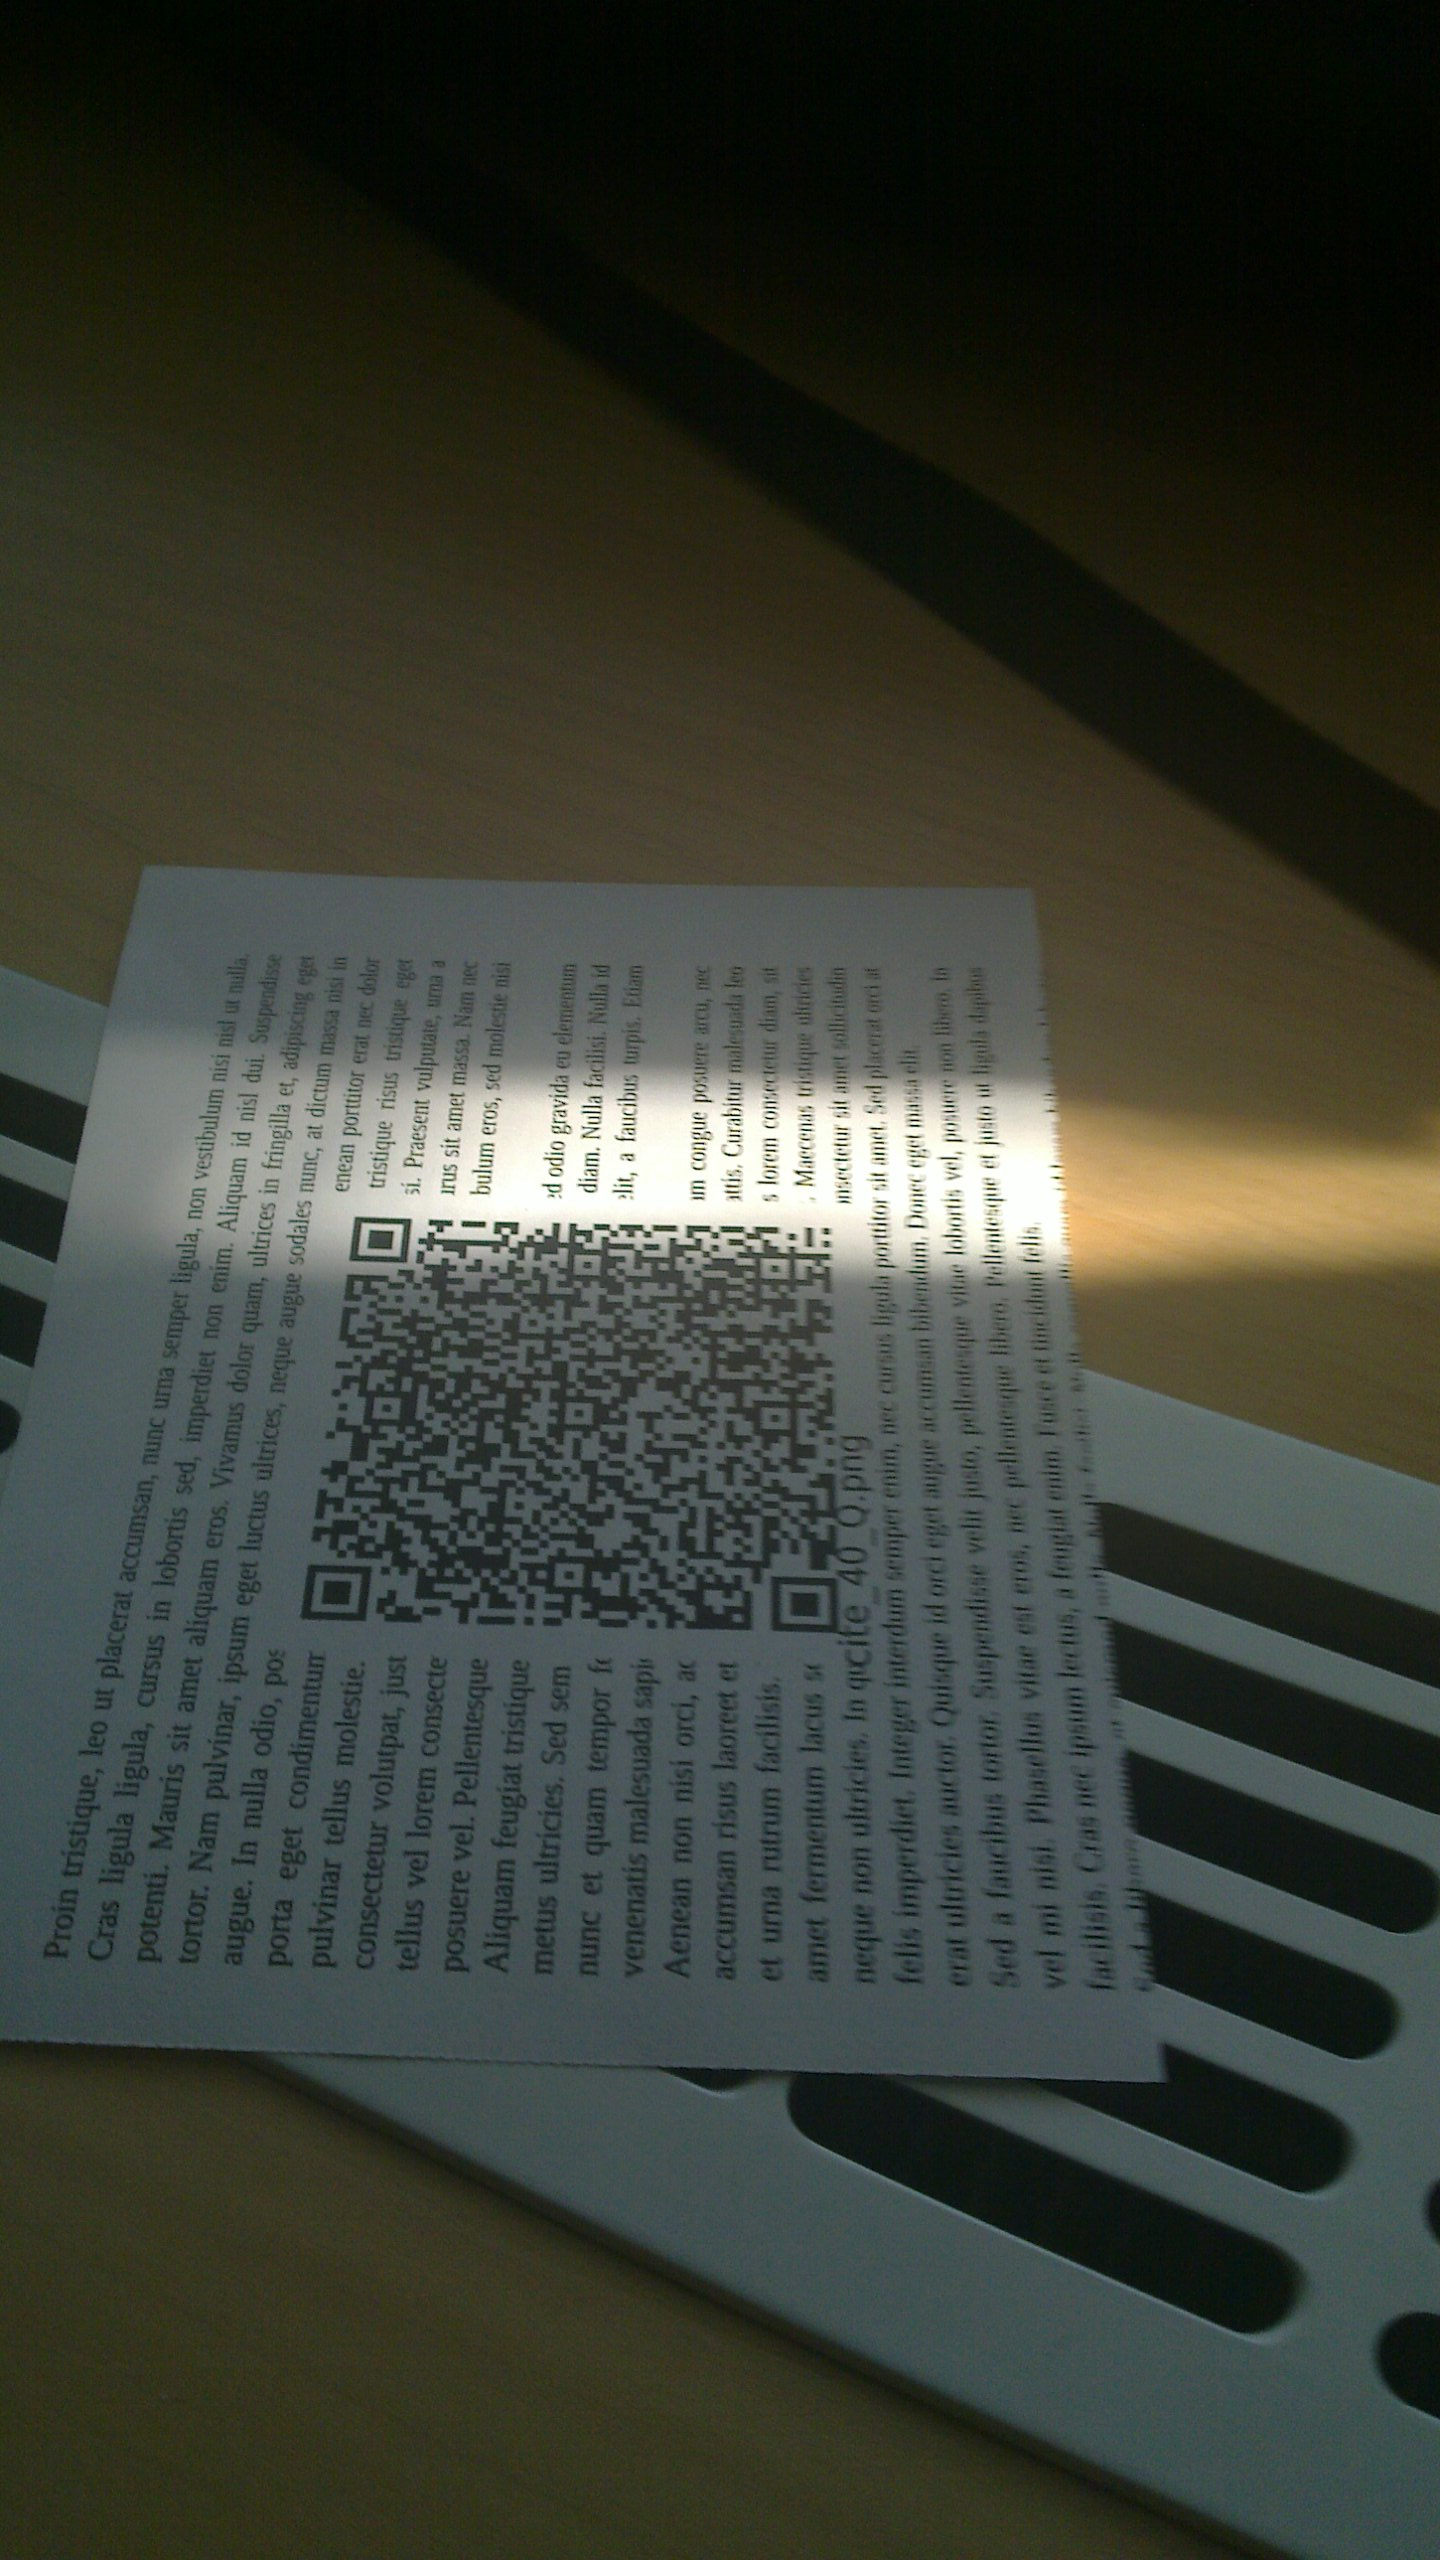 Proin tristique, leo ut placerat accumsan, nunc urna semper ligula, non vestibulum nisi nisl ut nulla.
Cras ligula ligula, cursus in lobortis sed, imperdiet non enim. Aliquam id nisl dui. Suspendisse
potenti. Mauris sit amet aliquam eros. Vivamus dolor quam, ultrices in fringilla et, adipiscing eget
tortor. Nam pulvinar, ipsum eget luctus ultrices, neque augue sodales nunc, at dictum massa nisi in
augue. In nulla odio, pos enean porttitor erat nec dolor
porta eget condimentum tristique risus tristique eget
pulvinar tellus molestie. si. Praesent vulputate, urna a
consectetur volutpat, just irus sit amet massa. Nam nec
tellus vel lorem consecte bulum eros, sed molestie nisi
posuere vel. Pellentesque
Aliquam feugiat tristique ed odio gravida eu elementum
metus ultricies. Sed sem diam. Nulla facilisi. Nulla id
nunc et quam tempor fe elit, a faucibus turpis. Etiam
venenatis malesuada sapi
Aenean non nisi orci, ac m congue posuere arcu, nec
accumsan risus laoreet et attis. Curabitur malesuada leo
et urna rutrum facilisis. s lorem consectetur diam, sit
amet fermentum lacus s . Maecenas tristique ultricies
neque non ultricies. In q nsectetur sit amet sollicitudin
cite_40_Q.png
felis imperdiet. Integer interdum semper enim, nec cursus ligula porttitor sit amet. Sed placerat orci at
erat ultricies auctor. Quisque id orci eget augue accumsan bibendum. Donec eget massa elit.
Sed a faucibus tortor. Suspendisse velit justo, pellentesque vitae lobortis vel, posuere non libero. In
vel mi nisi. Phasellus vitae est eros, nec pellentesque libero. Pellentesque et justo ut ligula dapibus
facilisis. Cras nec ipsum lectus, a feugiat enim. Fusce et tincidunt felis.